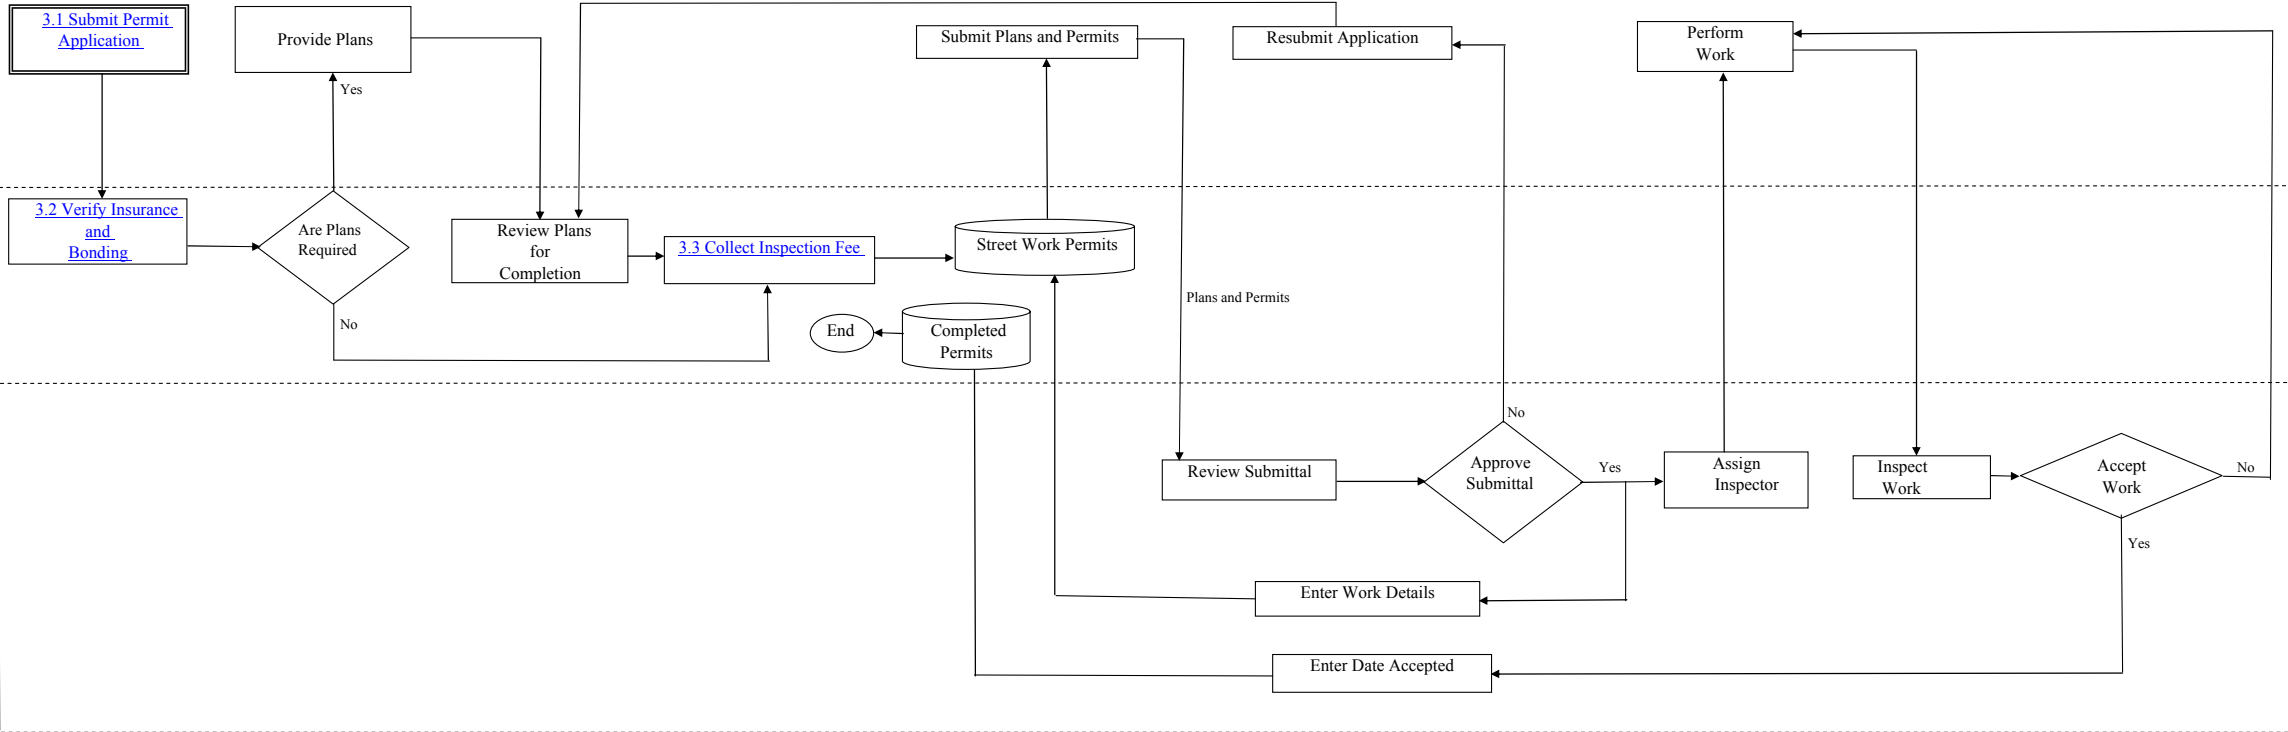 3.1 Submit Permit
Application
Provide Plans
Submit Plans and Permits
Resubmit Application
Perform
Work
Yes
3.2 Verify Insurance
and
Bonding
Are Plans
Required
Review Plans
for
Completion
3.3 Collect Inspection Fee
Street Work Permits
Plans and Permits
No
End
Completed
Permits
No
Review Submittal
Approve
Submittal
Yes
Assign
Inspector
Inspect
Work
Accept
Work
No
Yes
Enter Work Details
Enter Date Accepted